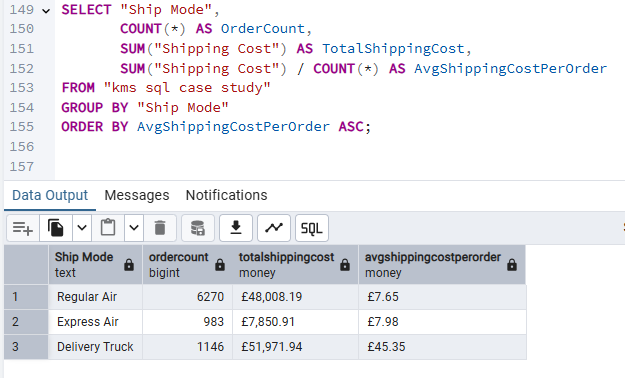 149 SELECT "Ship Mode",
150 COUNT(*) AS OrderCount,
151 SUM("Shipping Cost") AS TotalShippingCost,
152 SUM("Shipping Cost") / COUNT(*) AS AvgShippingCostPerOrder
153 FROM "kms sql case study"
154 GROUP BY "Ship Mode"
155 ORDER BY AvgShippingCostPerOrder ASC;
156
157
Data Output Messages Notifications
SQL
Ship Mode ordercount totalshippingcost avgshippingcostperorder
text bigint money money
1 Regular Air 6270 £48,008.19 £7.65
2 Express Air 983 £7,850.91 £7.98
3 Delivery Truck 1146 £51,971.94 £45.35